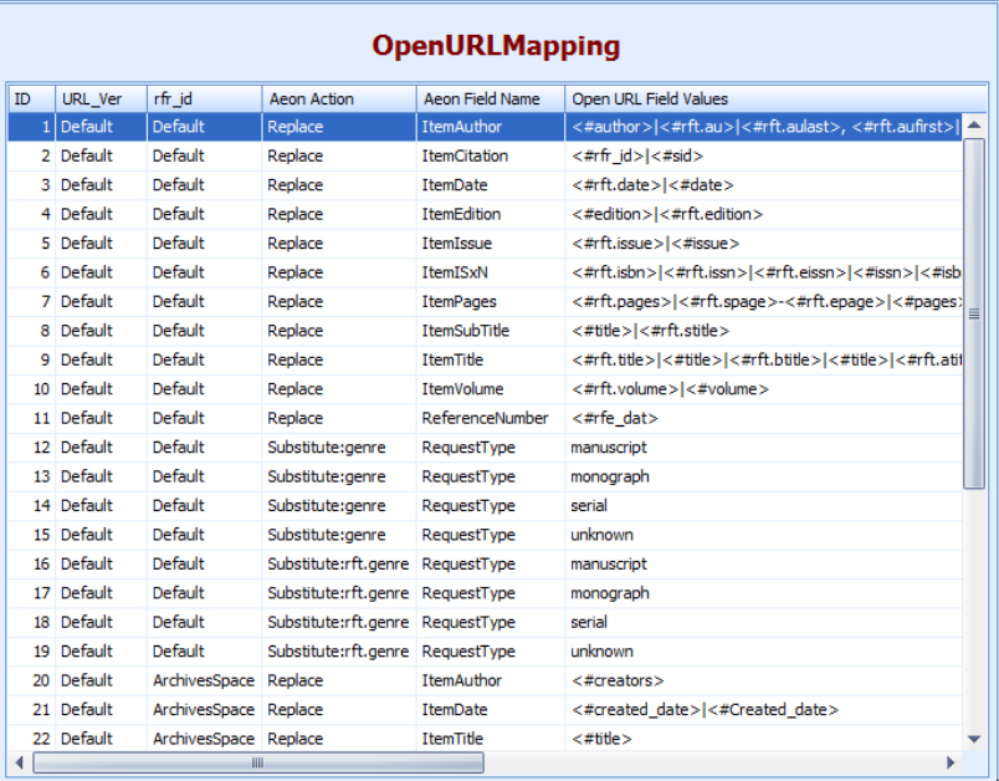 OpenURLMapping
ID URL_Ver rfr_id Aeon Action Aeon Field Name Open URL Field Values
1 Default Default Replace ItemAuthor <#author>|<#rft.au>|<#rft.aulast>, <#rft.aufirst>|
2 Default Default Replace ItemCitation <#rfr_id>|<#sid>
3 Default Default Replace ItemDate <#rft.date>|<#date>
4 Default Default Replace ItemEdition <#edition>|<#rft.edition>
5 Default Default Replace ItemIssue <#rft.issue>|<#issue>
6 Default Default Replace ItemISxN <#rft.isbn>|<#rft.issn>|<#rft.eissn>|<#issn>|<#isb
7 Default Default Replace ItemPages <#rft.pages>|<#rft.spage>-<#rft.epage>|<#pages>
8 Default Default Replace ItemSubTitle <#title>|<#rft.stitle>
9 Default Default Replace ItemTitle <#rft.title>|<#title>|<#rft.btitle>|<#title>|<#rft.atit
10 Default Default Replace ItemVolume <#rft.volume>|<#volume>
11 Default Default Replace ReferenceNumber <#rfe_dat>
12 Default Default Substitute:genre RequestType manuscript
13 Default Default Substitute:genre RequestType monograph
14 Default Default Substitute:genre RequestType serial
15 Default Default Substitute:genre RequestType unknown
16 Default Default Substitute:rft.genre RequestType manuscript
17 Default Default Substitute:rft.genre RequestType monograph
18 Default Default Substitute:rft.genre RequestType serial
19 Default Default Substitute:rft.genre RequestType unknown
20 Default ArchivesSpace Replace ItemAuthor <#creators>
21 Default ArchivesSpace Replace ItemDate <#created_date>|<#Created_date>
22 Default ArchivesSpace Replace ItemTitle <#title>